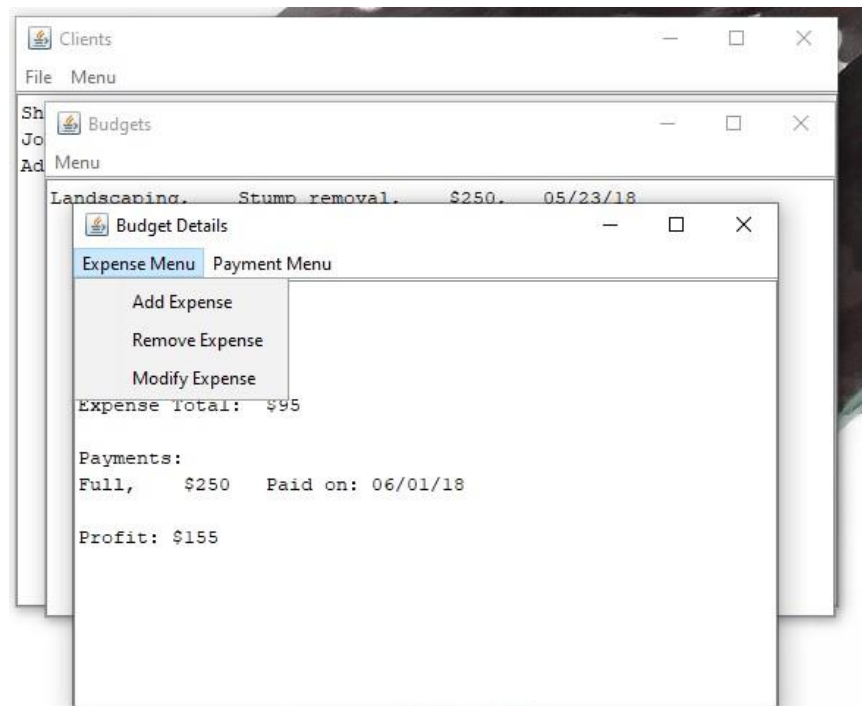 Clients
File Menu
Sh
Jo
Ad
Budgets
Menu
Landscaping, Stump removal, $250, 05/23/18
Budget Details
Expense Menu Payment Menu
Add Expense
Remove Expense
Modify Expense
Expense Total: $95
Payments:
Full, $250 Paid on: 06/01/18
Profit: $155